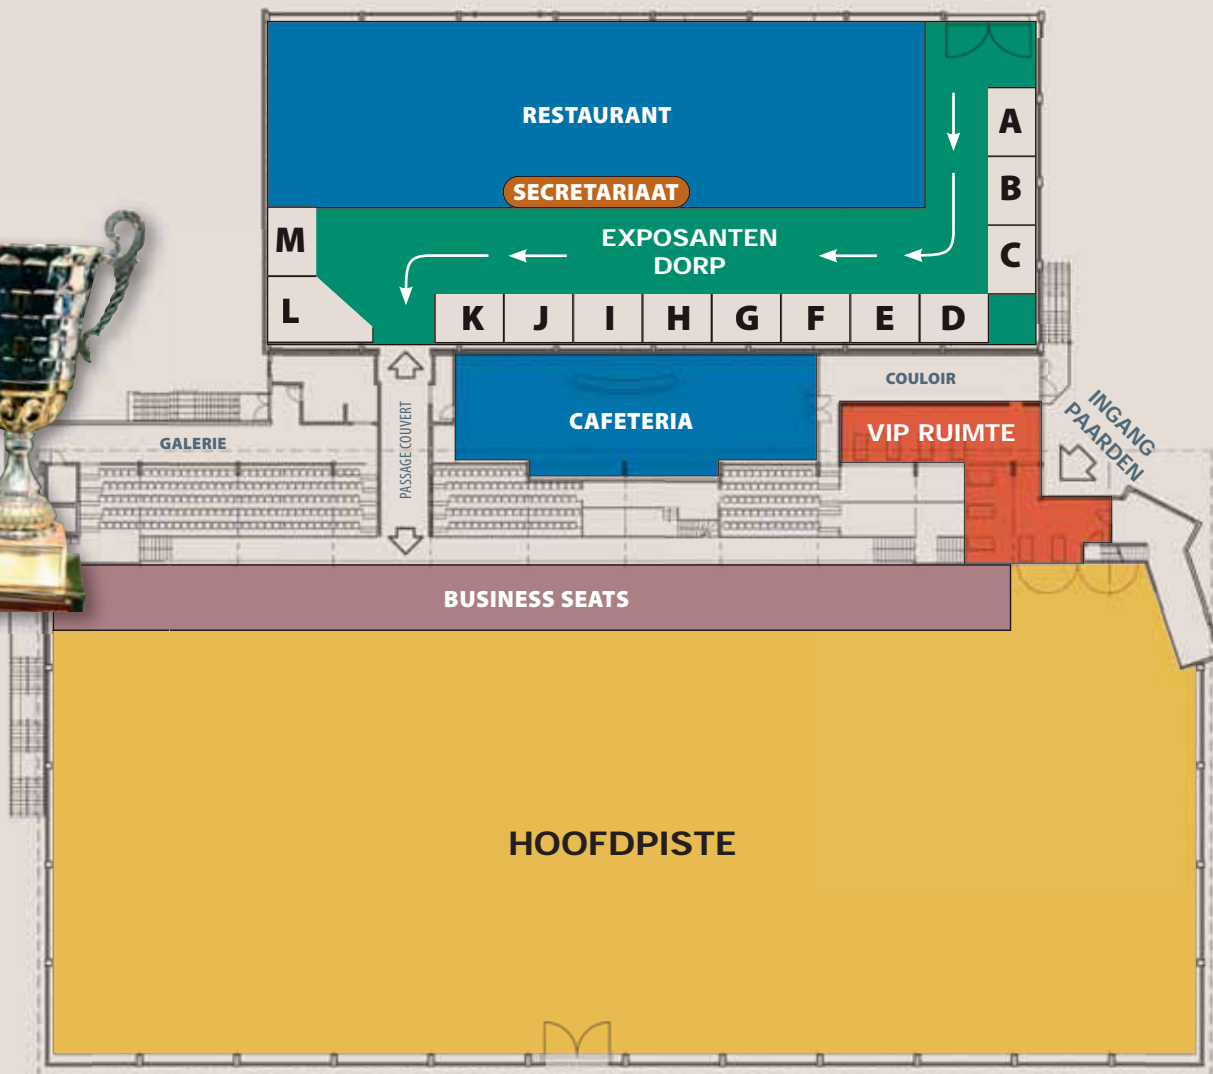 RESTAURANT
A
SECRETARIAAT
B
M
EXPOSANTEN
DORP
C
L
K J I H G F E D
COULOIR
CAFETERIA
VIP RUIMTE
INGANG
PAARDEN
GALERIE
PASSAGE COUVERT
BUSINESS SEATS
HOOFDPISTE